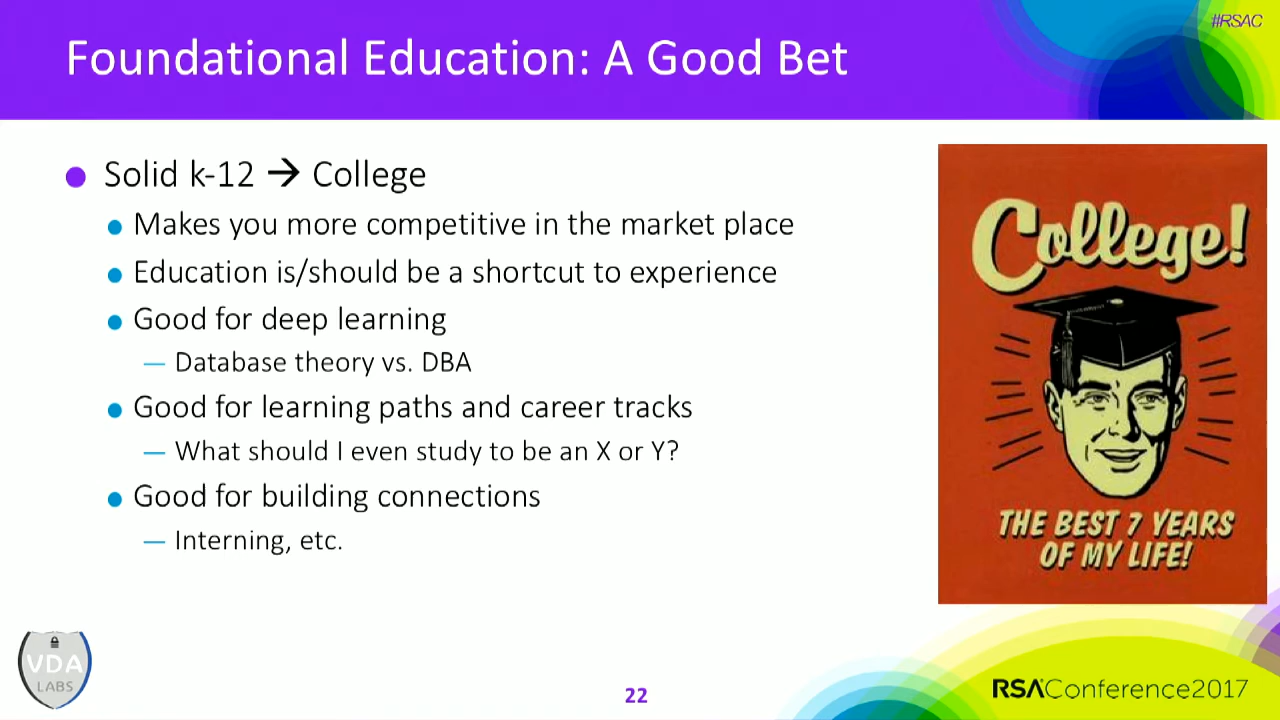 #RSAC
Foundational Education: A Good Bet
Solid k-12 → College
Makes you more competitive in the market place
Education is/should be a shortcut to experience
Good for deep learning
— Database theory vs. DBA
Good for learning paths and career tracks
— What should I even study to be an X or Y?
Good for building connections
— Interning, etc.
College!
THE BEST 7 YEARS
OF MY LIFE!
VDA
LABS
22
RSAConference2017